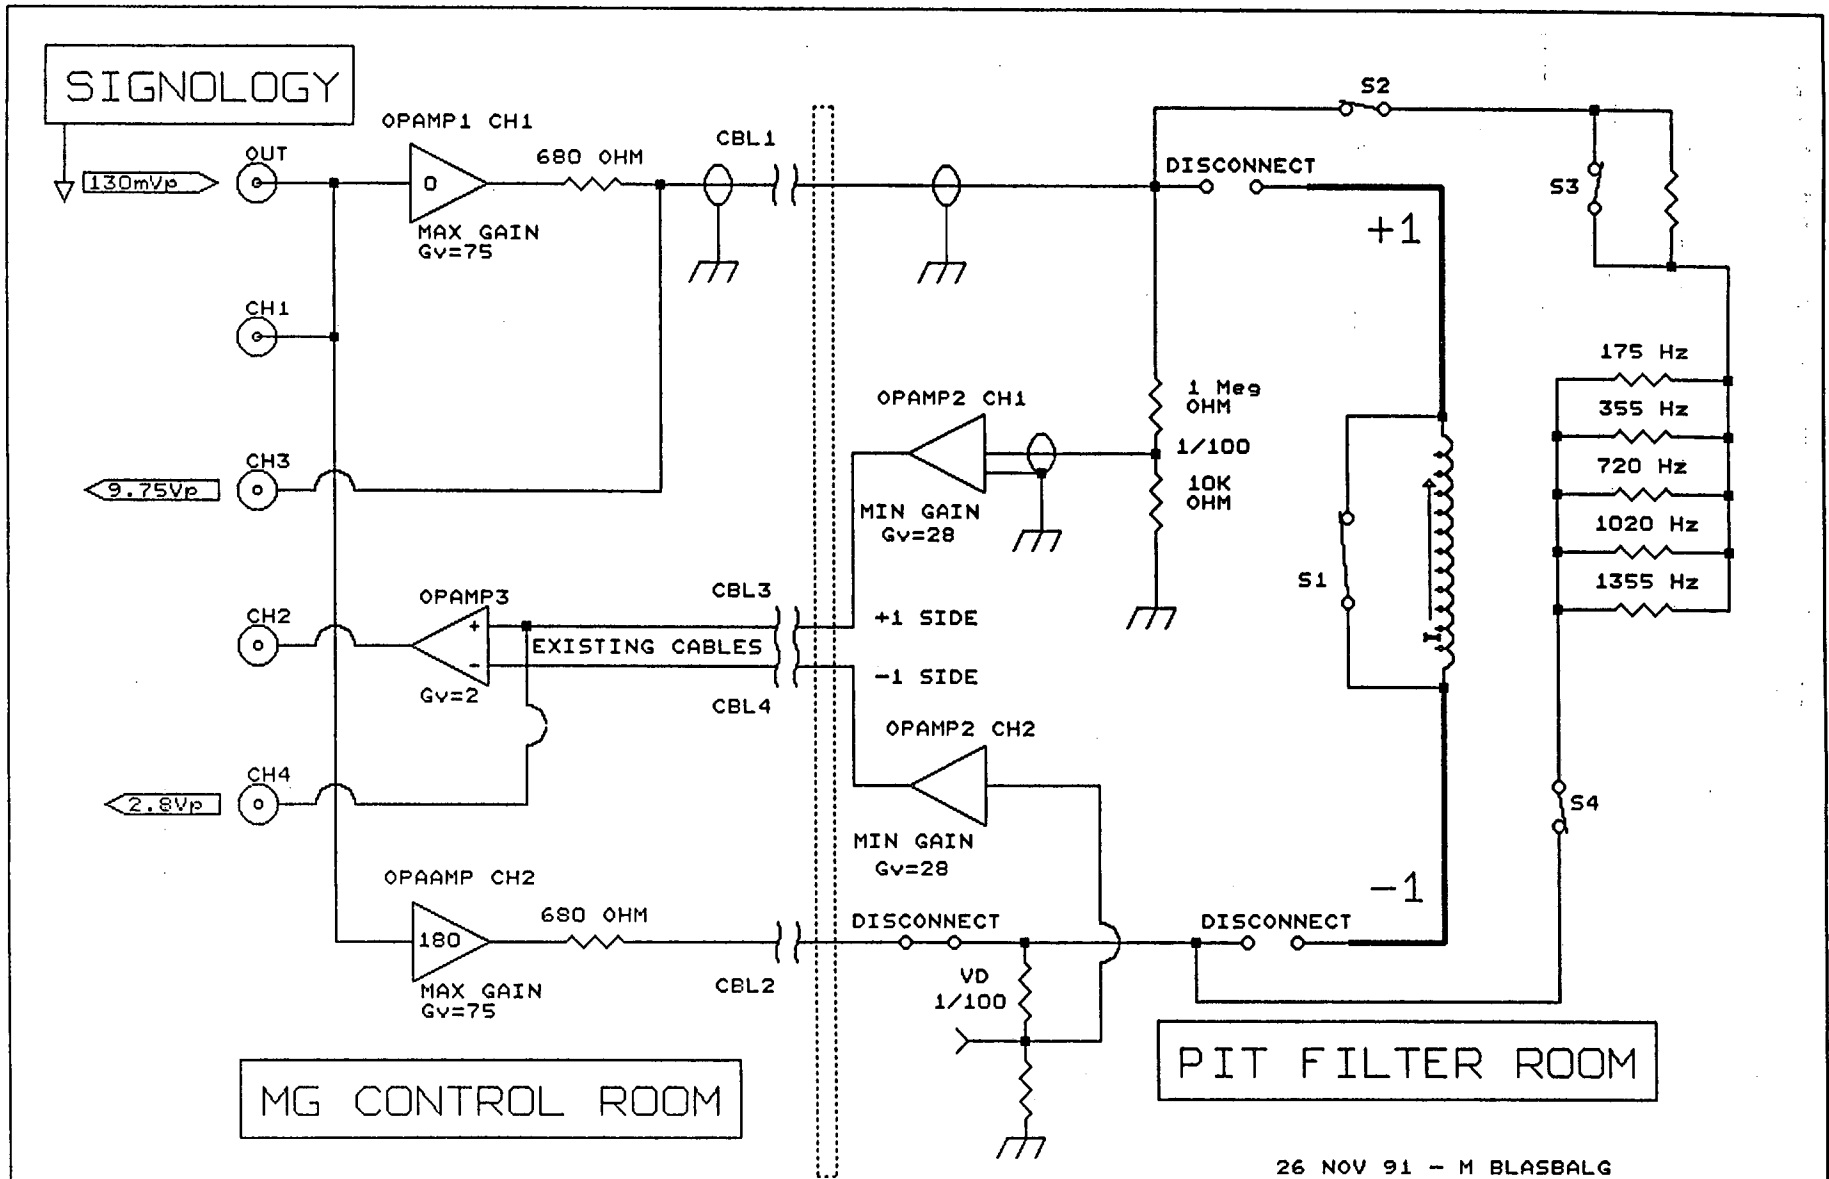 SIGNOLOGY
130mVp
OUT
OPAMP1 CH1
0
MAX GAIN
Gv=75
680 OHM
CBL1
CH1
CH3
9.75Vp
OPAMP2 CH1
MIN GAIN
Gv=28
1 Meg
OHM
1/100
10K
OHM
DISCONNECT
+1
S2
S3
175 Hz
355 Hz
720 Hz
1020 Hz
1355 Hz
S1
I
CH2
OPAMP3
+
-
Gv=2
CBL3
EXISTING CABLES
CBL4
+1 SIDE
-1 SIDE
CH4
2.8Vp
OPAMP2 CH2
MIN GAIN
Gv=28
S4
OPAAMP CH2
180
MAX GAIN
Gv=75
680 OHM
CBL2
DISCONNECT
VD
1/100
DISCONNECT
-1
MG CONTROL ROOM
PIT FILTER ROOM
26 NOV 91 - M BLASBALG